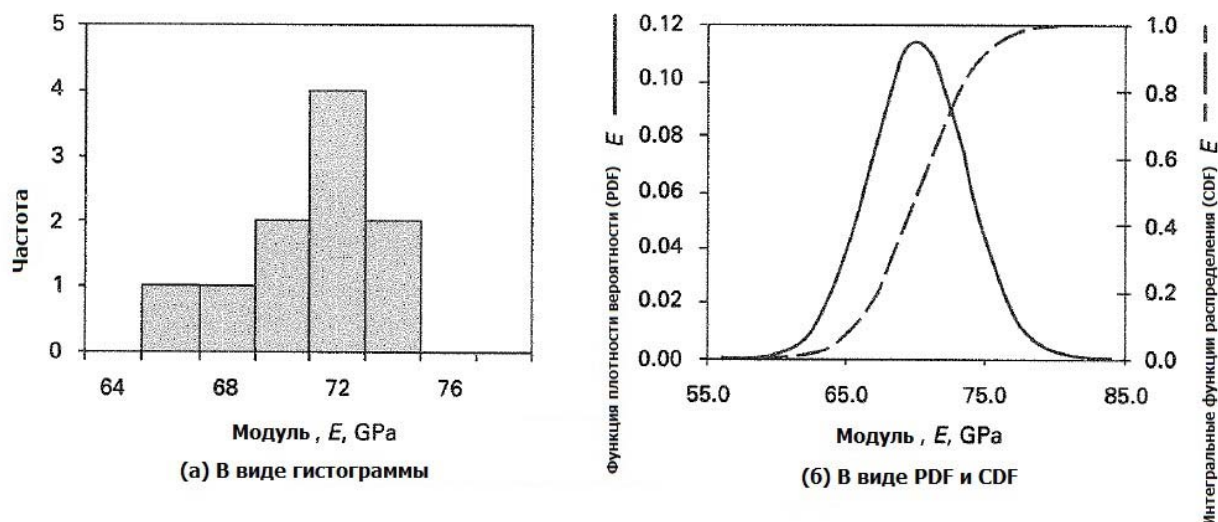 5
4
3
2
1
0
Частота
64 68 72 76
Модуль , E, GPa
(а) В виде гистограммы
Функция плотности вероятности (PDF) E
0.12
0.10
0.08
0.06
0.04
0.02
0.00
55.0 65.0 75.0 85.0
1.0
0.8
0.6
0.4
0.2
0.0
Интегральные функции распределения (CDF) E
Модуль , E, GPa
(б) В виде PDF и CDF